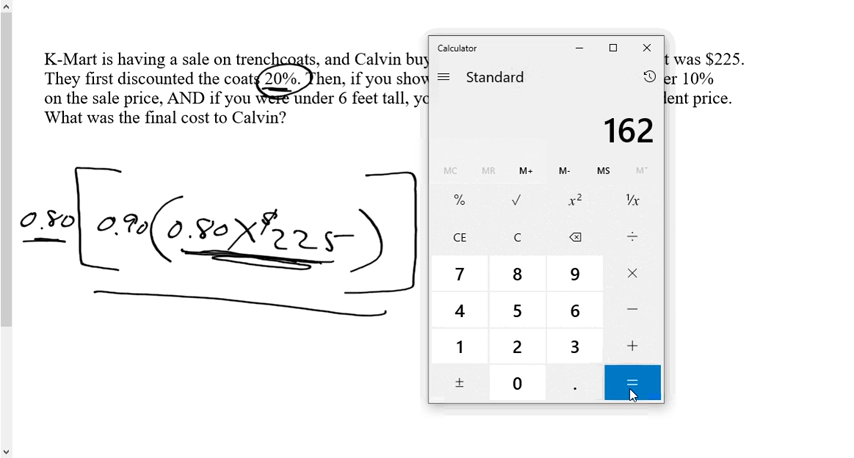 K-Mart is having a sale on trenchcoats, and Calvin buy t was $225.
They first discounted the coats 20%. Then, if you show er 10%
on the sale price, AND if you were under 6 feet tall, yo dent price.
What was the final cost to Calvin?
0.80 [ 0.90 ( 0.80 X $225 ) ]
Calculator
Standard
162
MC MR M+ M- MS M˅
% √ x² ¹/x
CE C ÷
7 8 9 ×
4 5 6 −
1 2 3 +
± 0 . =